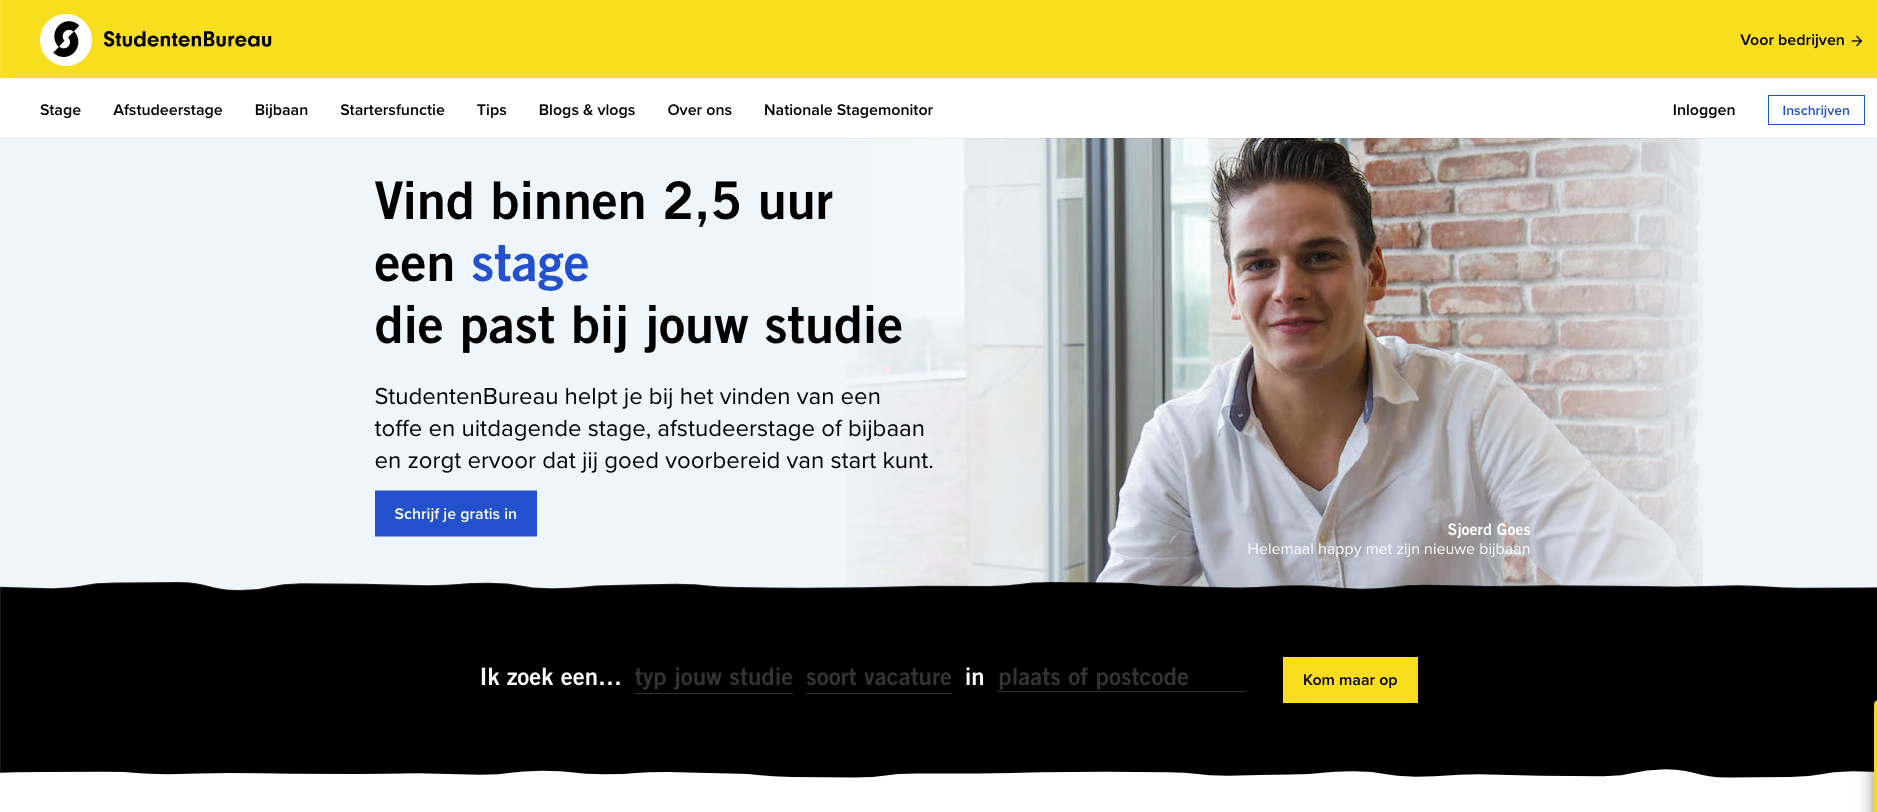 StudentenBureau
Voor bedrijven →
Stage
Afstudeerstage
Bijbaan
Startersfunctie
Tips
Blogs & vlogs
Over ons
Nationale Stagemonitor
Inloggen
Inschrijven
Vind binnen 2,5 uur
een stage
die past bij jouw studie
StudentenBureau helpt je bij het vinden van een
toffe en uitdagende stage, afstudeerstage of bijbaan
en zorgt ervoor dat jij goed voorbereid van start kunt.
Schrijf je gratis in
Sjoerd Goes
Helemaal happy met zijn nieuwe bijbaan
Ik zoek een... typ jouw studie soort vacature in plaats of postcode
Kom maar op